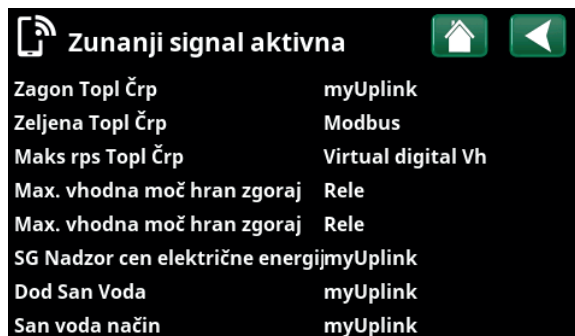 Zunanji signal aktivna
Zagon Topl Črp myUplink
Zeljena Topl Črp Modbus
Maks rps Topl Črp Virtual digital Vh
Max. vhodna moč hran zgoraj Rele
Max. vhodna moč hran zgoraj Rele
SG Nadzor cen električne energij myUplink
Dod San Voda myUplink
San voda način myUplink